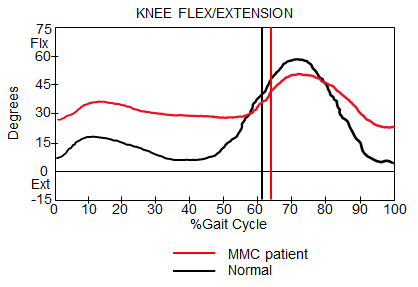 KNEE FLEX/EXTENSION
75
Flx
60
45
30
15
0
Ext
-15
Degrees
0 10 20 30 40 50 60 70 80 90 100
%Gait Cycle
MMC patient
Normal